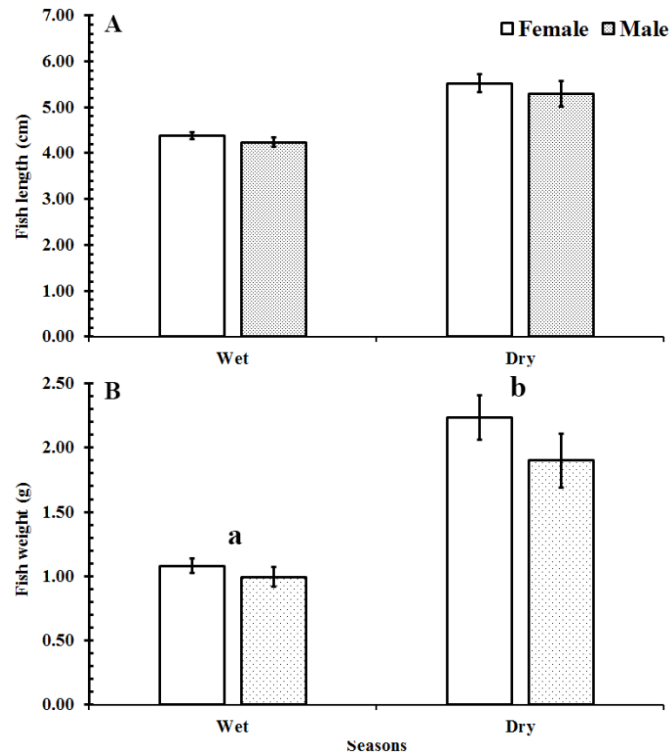 A
Female Male
7.00
6.00
5.00
4.00
3.00
2.00
1.00
0.00
Fish length (cm)
Wet Dry
B
2.50
2.00
1.50
1.00
0.50
0.00
Fish weight (g)
a
b
Wet Dry
Seasons